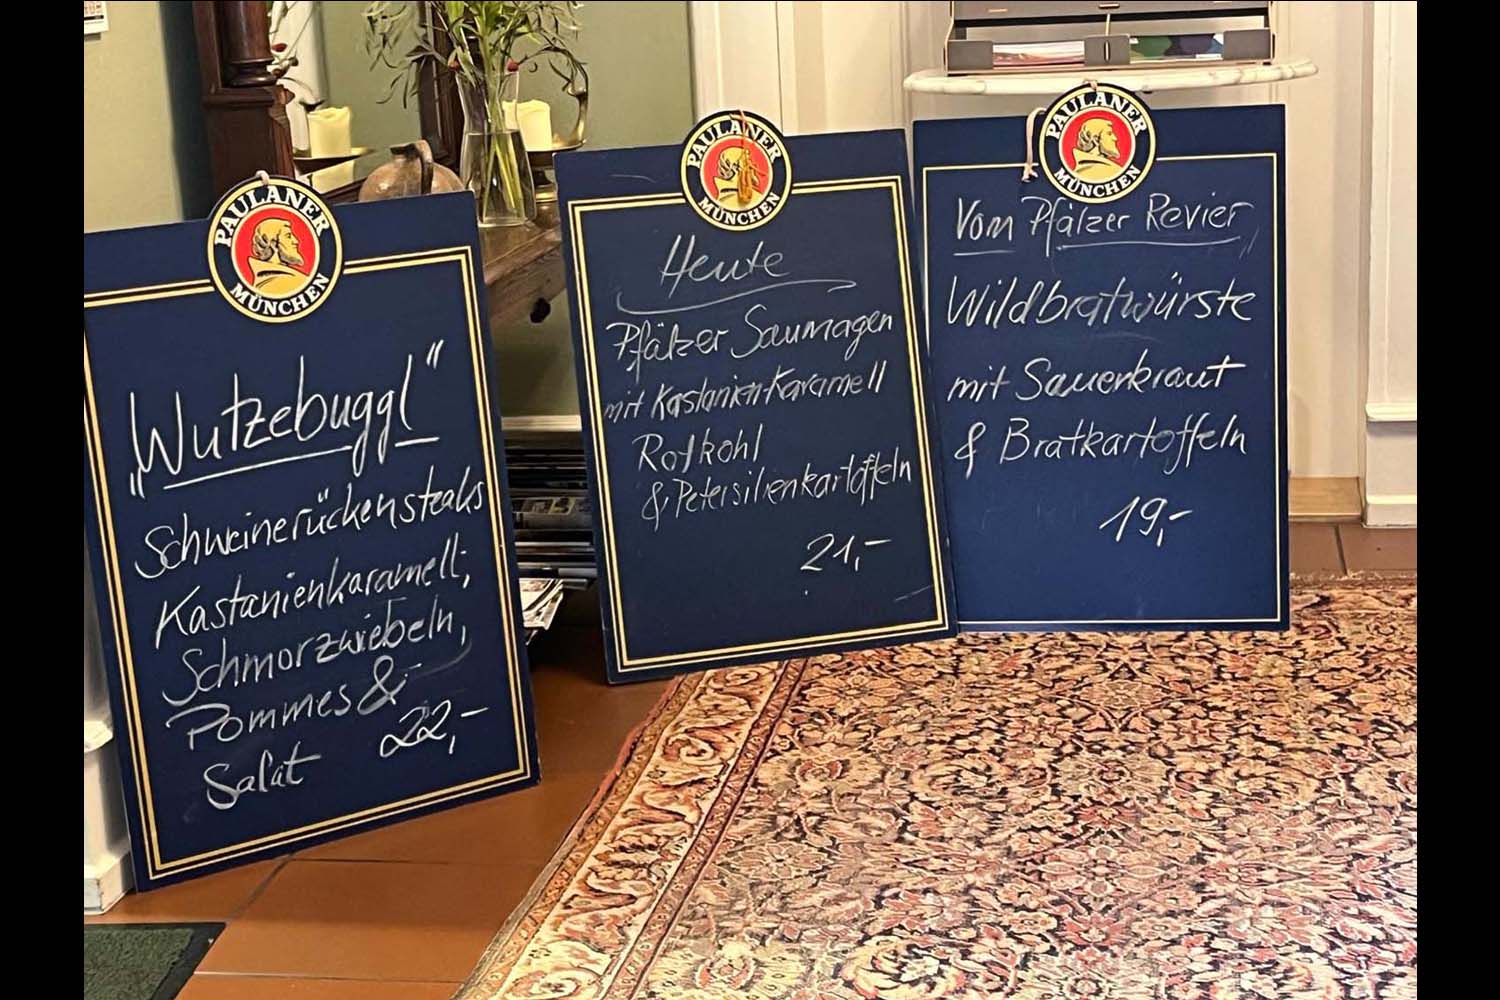 PAULANER
MÜNCHEN
„Wutzebuggl"
Schweinerückensteaks
Kastanienkaramell;
Schmorzwiebeln,
Pommes &
Salat 22,-
PAULANER
MÜNCHEN
Heute
Pfälzer Saumagen
mit Kastanienkaramell
Rotkohl
& Petersilienkartoffeln
21,-
PAULANER
MÜNCHEN
Vom Pfälzer Revier
Wildbratwürste
mit Sauerkraut
& Bratkartoffeln
19,-